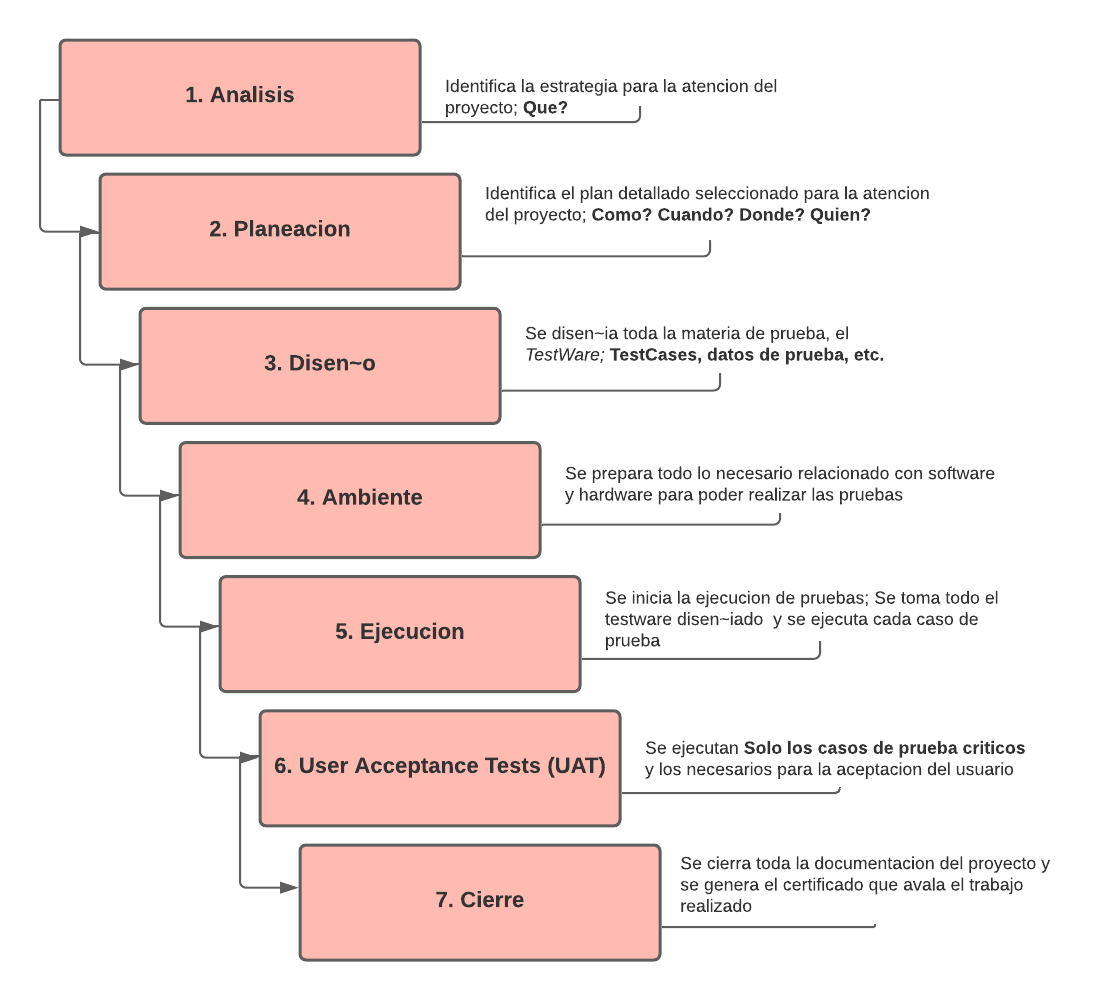 1. Analisis
Identifica la estrategia para la atencion del
proyecto; Que?
2. Planeacion
Identifica el plan detallado seleccionado para la atencion
del proyecto; Como? Cuando? Donde? Quien?
3. Disen~o
Se disen~ia toda la materia de prueba, el
TestWare; TestCases, datos de prueba, etc.
4. Ambiente
Se prepara todo lo necesario relacionado con software
y hardware para poder realizar las pruebas
5. Ejecucion
Se inicia la ejecucion de pruebas; Se toma todo el
testware disen~iado  y se ejecuta cada caso de
prueba
6. User Acceptance Tests (UAT)
Se ejecutan Solo los casos de prueba criticos
y los necesarios para la aceptacion del usuario
7. Cierre
Se cierra toda la documentacion del proyecto y
se genera el certificado que avala el trabajo
realizado